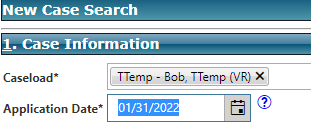 New Case Search
1. Case Information
Caseload* TTemp - Bob, TTemp (VR) ×
Application Date* 01/31/2022 ?